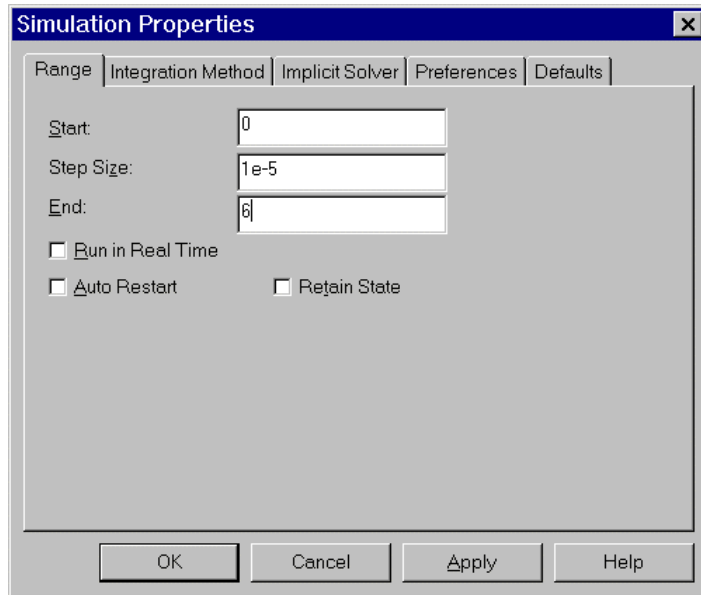 Simulation Properties
Range Integration Method Implicit Solver Preferences Defaults
Start: 0
Step Size: 1e-5
End: 6
Run in Real Time
Auto Restart Retain State
OK Cancel Apply Help